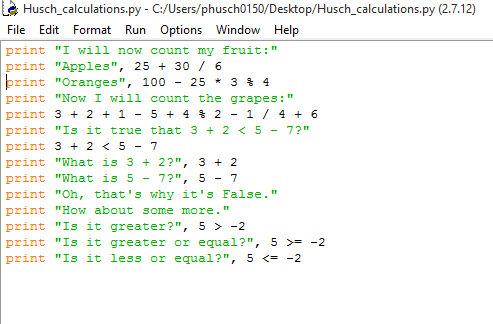 Husch_calculations.py - C:/Users/phusch0150/Desktop/Husch_calculations.py (2.7.12)
File Edit Format Run Options Window Help
print "I will now count my fruit:"
print "Apples", 25 + 30 / 6
print "Oranges", 100 - 25 * 3 % 4
print "Now I will count the grapes:"
print 3 + 2 + 1 - 5 + 4 % 2 - 1 / 4 + 6
print "Is it true that 3 + 2 < 5 - 7?"
print 3 + 2 < 5 - 7
print "What is 3 + 2?", 3 + 2
print "What is 5 - 7?", 5 - 7
print "Oh, that's why it's False."
print "How about some more."
print "Is it greater?", 5 > -2
print "Is it greater or equal?", 5 >= -2
print "Is it less or equal?", 5 <= -2